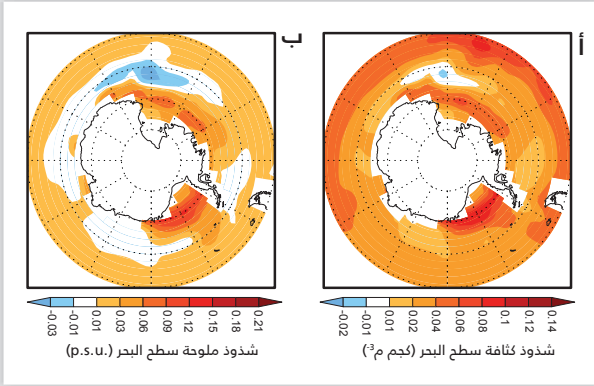 أ
-0.02 -0.01 0.01 0.02 0.04 0.06 0.08 0.1 0.12 0.14
شذوذ كثافة سطح البحر (كجم م⁻³)
ب
-0.03 -0.01 0.01 0.03 0.06 0.09 0.12 0.15 0.18 0.21
شذوذ ملوحة سطح البحر (p.s.u.)